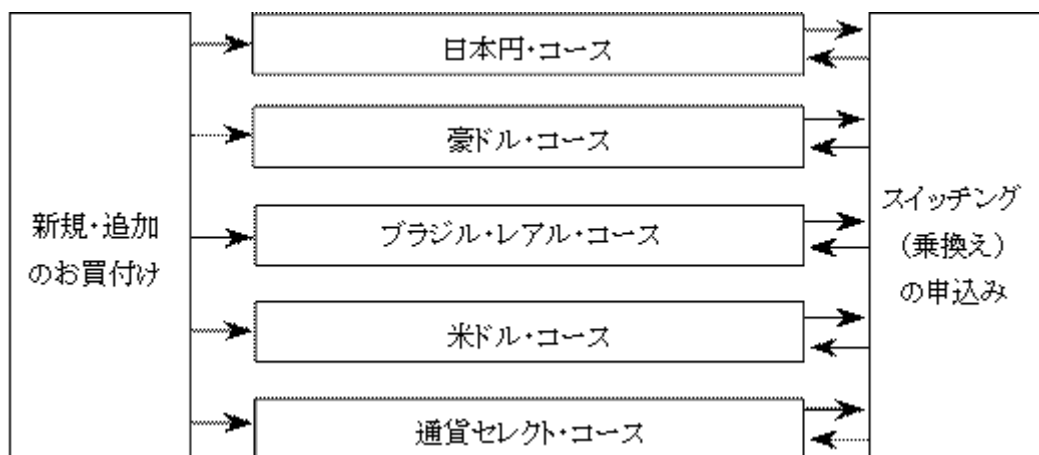 新規・追加
のお買付け
日本円・コース
豪ドル・コース
ブラジル・レアル・コース
米ドル・コース
通貨セレクト・コース
スイッチング
(乗換え)
の申込み